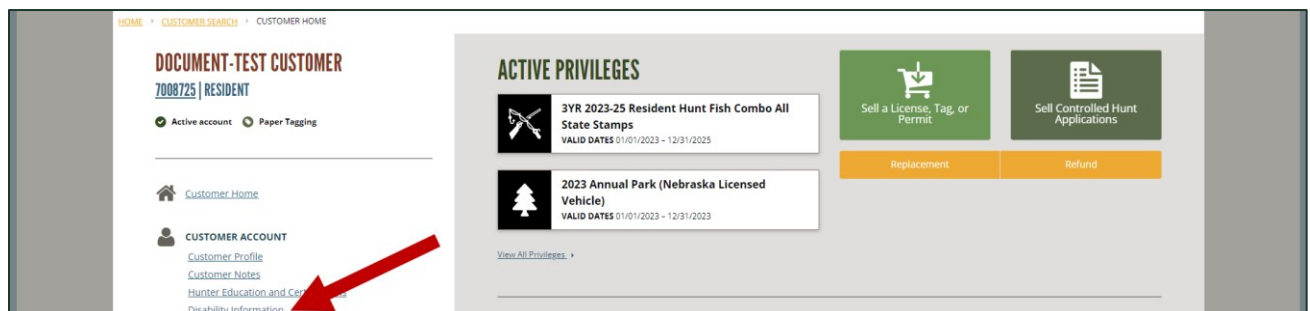 HOME › CUSTOMER SEARCH › CUSTOMER HOME
DOCUMENT-TEST CUSTOMER
7008725 | RESIDENT
Active account Paper Tagging
Customer Home
CUSTOMER ACCOUNT
Customer Profile
Customer Notes
Hunter Education and
Disability Information
ACTIVE PRIVILEGES
3YR 2023-25 Resident Hunt Fish Combo All
State Stamps
VALID DATES 01/01/2023 – 12/31/2025
2023 Annual Park (Nebraska Licensed
Vehicle)
VALID DATES 01/01/2023 – 12/31/2023
View All Privileges
Sell a License, Tag, or
Permit
Sell Controlled Hunt
Applications
Replacement
Refund